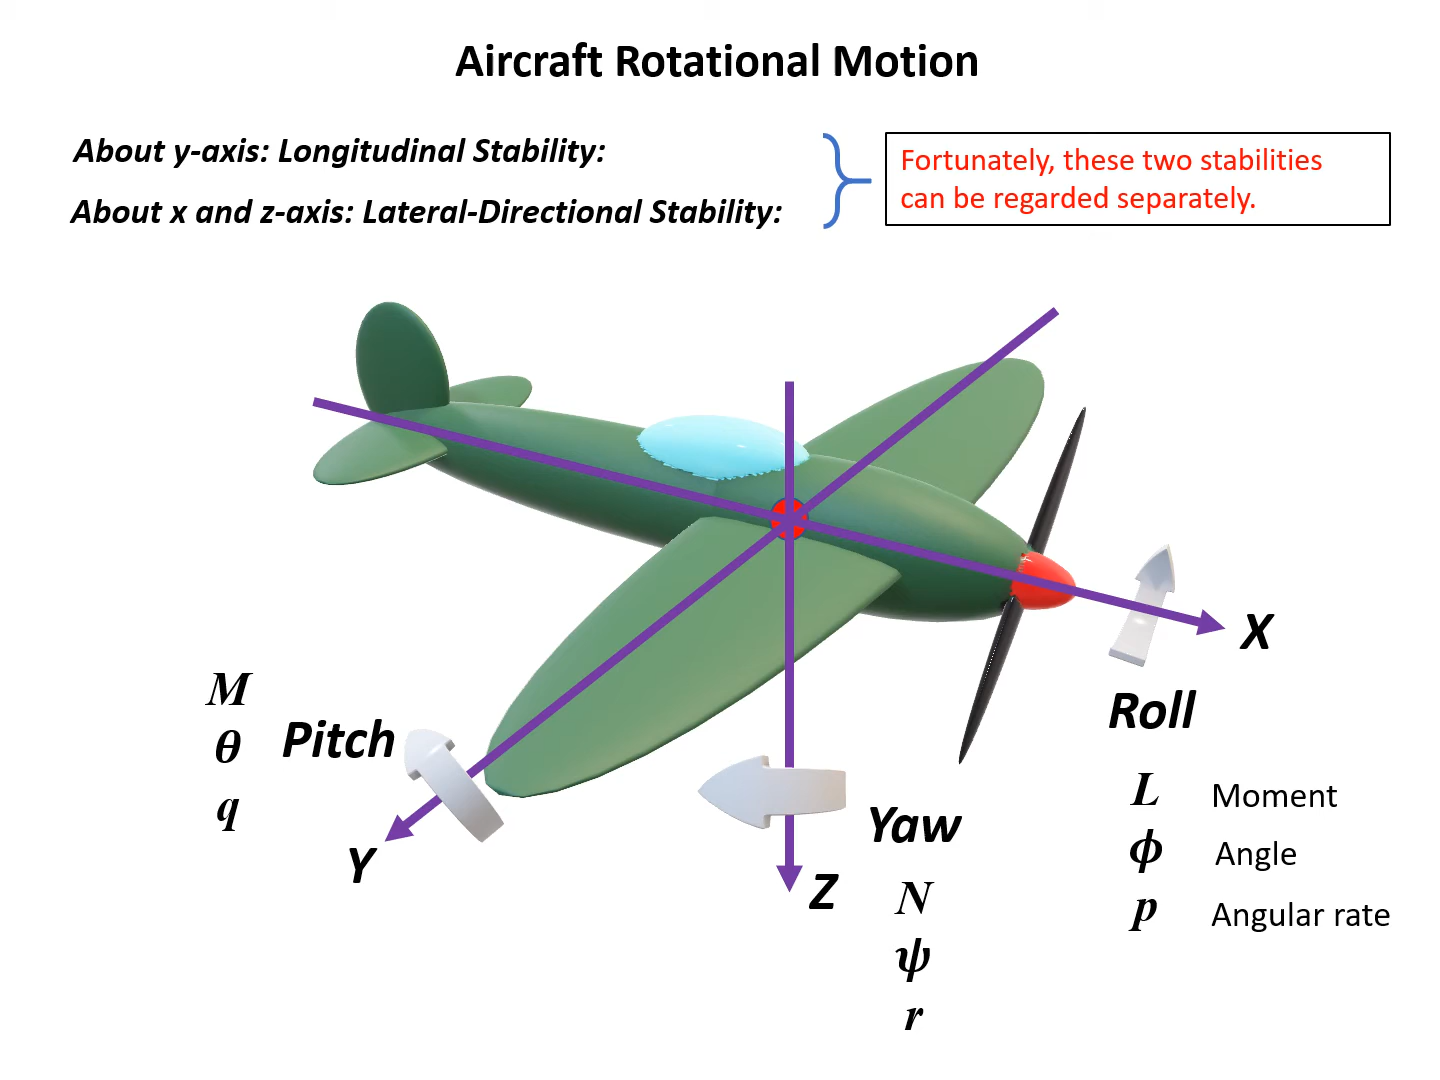 Aircraft Rotational Motion
About y-axis: Longitudinal Stability:
About x and z-axis: Lateral-Directional Stability:
Fortunately, these two stabilities
can be regarded separately.
X
Roll
L Moment
ϕ Angle
p Angular rate
M
θ
q
Pitch
Y
Yaw
Z
N
ψ
r